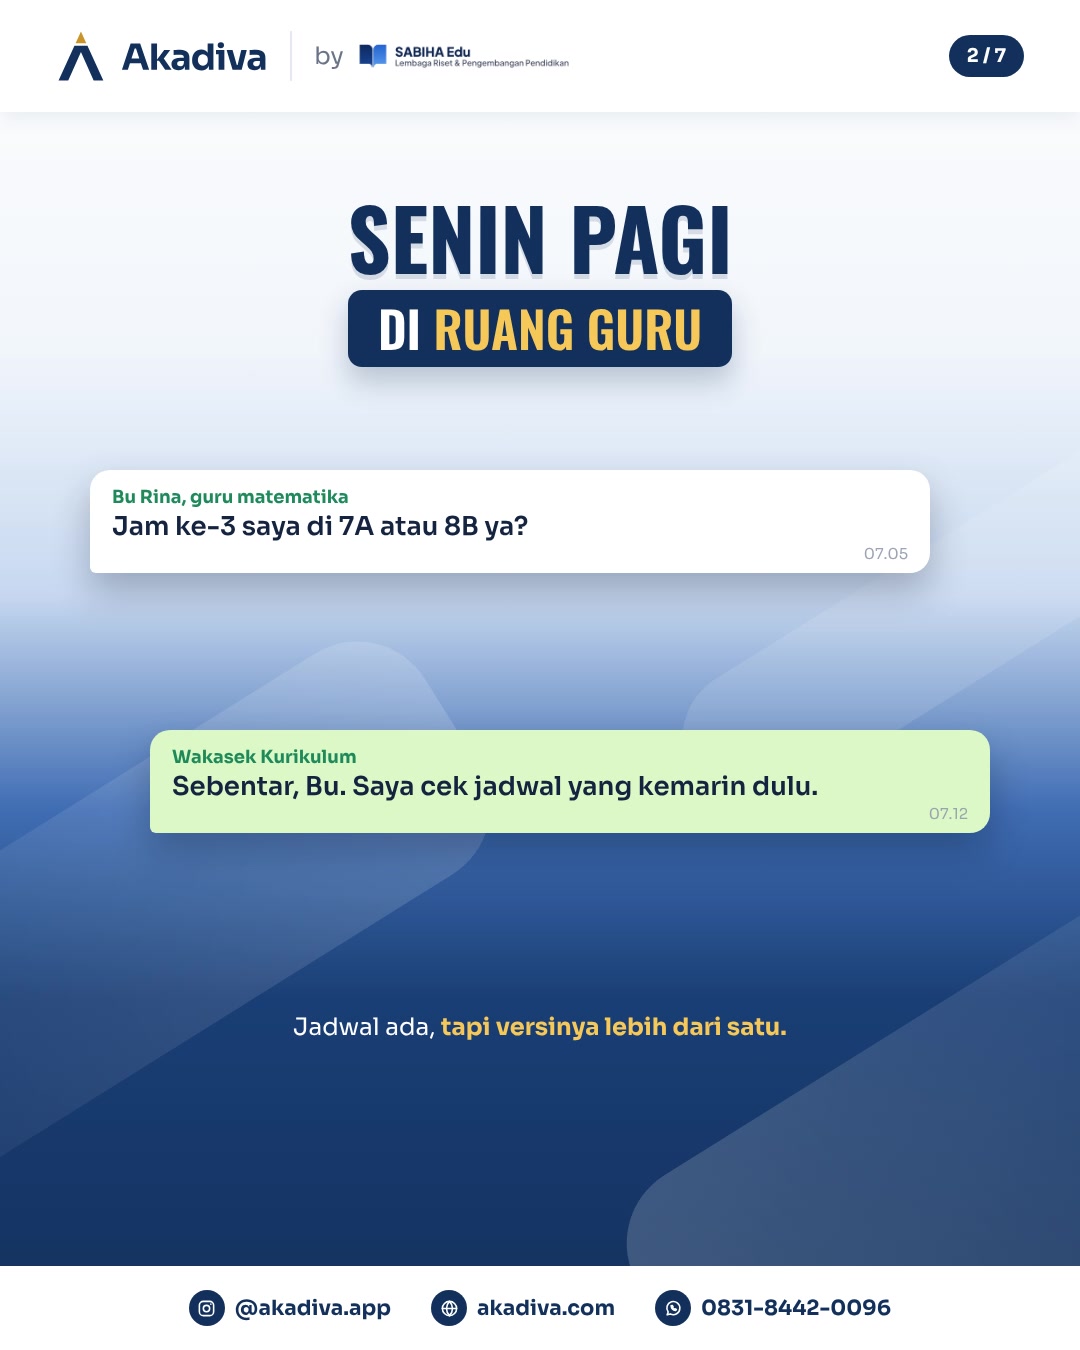 Akadiva
by
SABIHA Edu
Lembaga Riset & Pengembangan Pendidikan
2 / 7
SENIN PAGI
DI RUANG GURU
Bu Rina, guru matematika
Jam ke-3 saya di 7A atau 8B ya?
07.05
Wakasek Kurikulum
Sebentar, Bu. Saya cek jadwal yang kemarin dulu.
07.12
Jadwal ada, tapi versinya lebih dari satu.
@akadiva.app
akadiva.com
0831-8442-0096